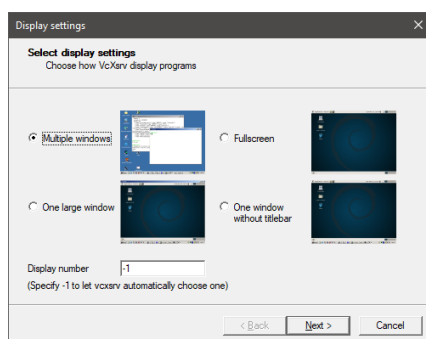 Display settings
Select display settings
Choose how VcXsrv display programs
Multiple windows
Fullscreen
One large window
One window
without titlebar
Display number
-1
(Specify -1 to let vcxsrv automatically choose one)
< Back
Next >
Cancel